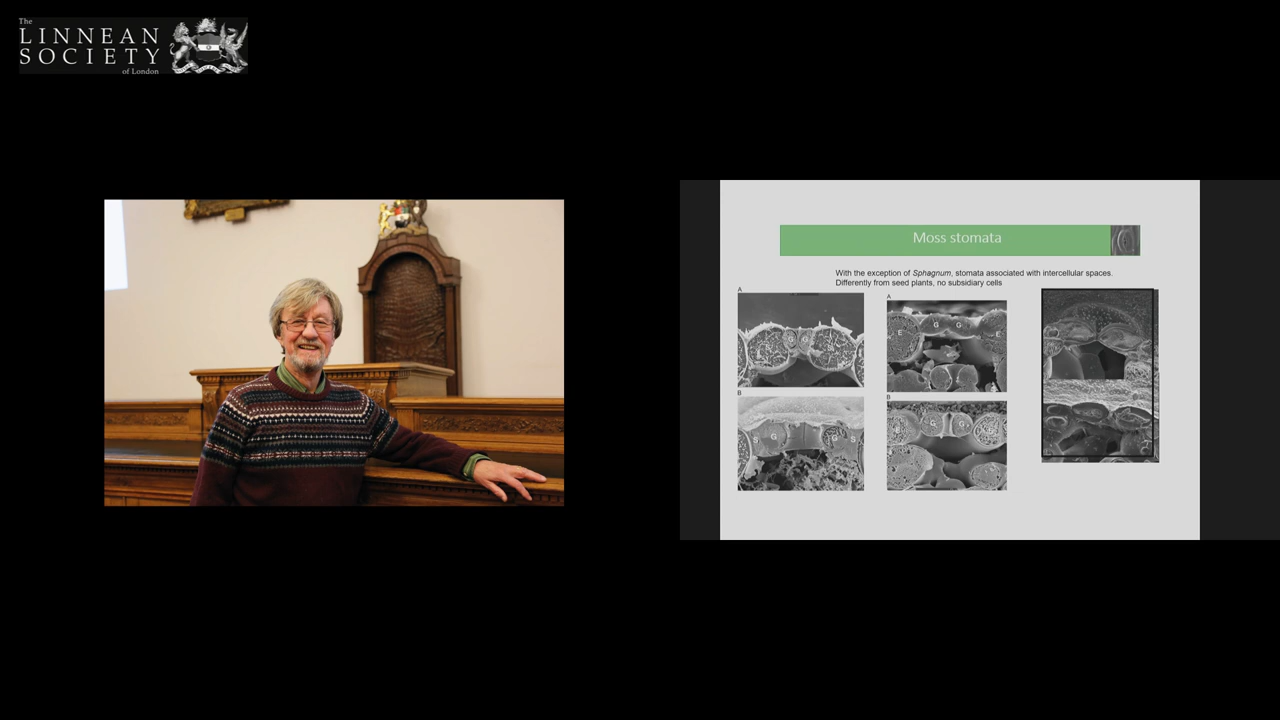 The
LINNEAN
SOCIETY
of London
Moss stomata
With the exception of Sphagnum, stomata associated with intercellular spaces.
Differently from seed plants, no subsidiary cells
A
G G
A
E G G E
B
S G G S
B
G G